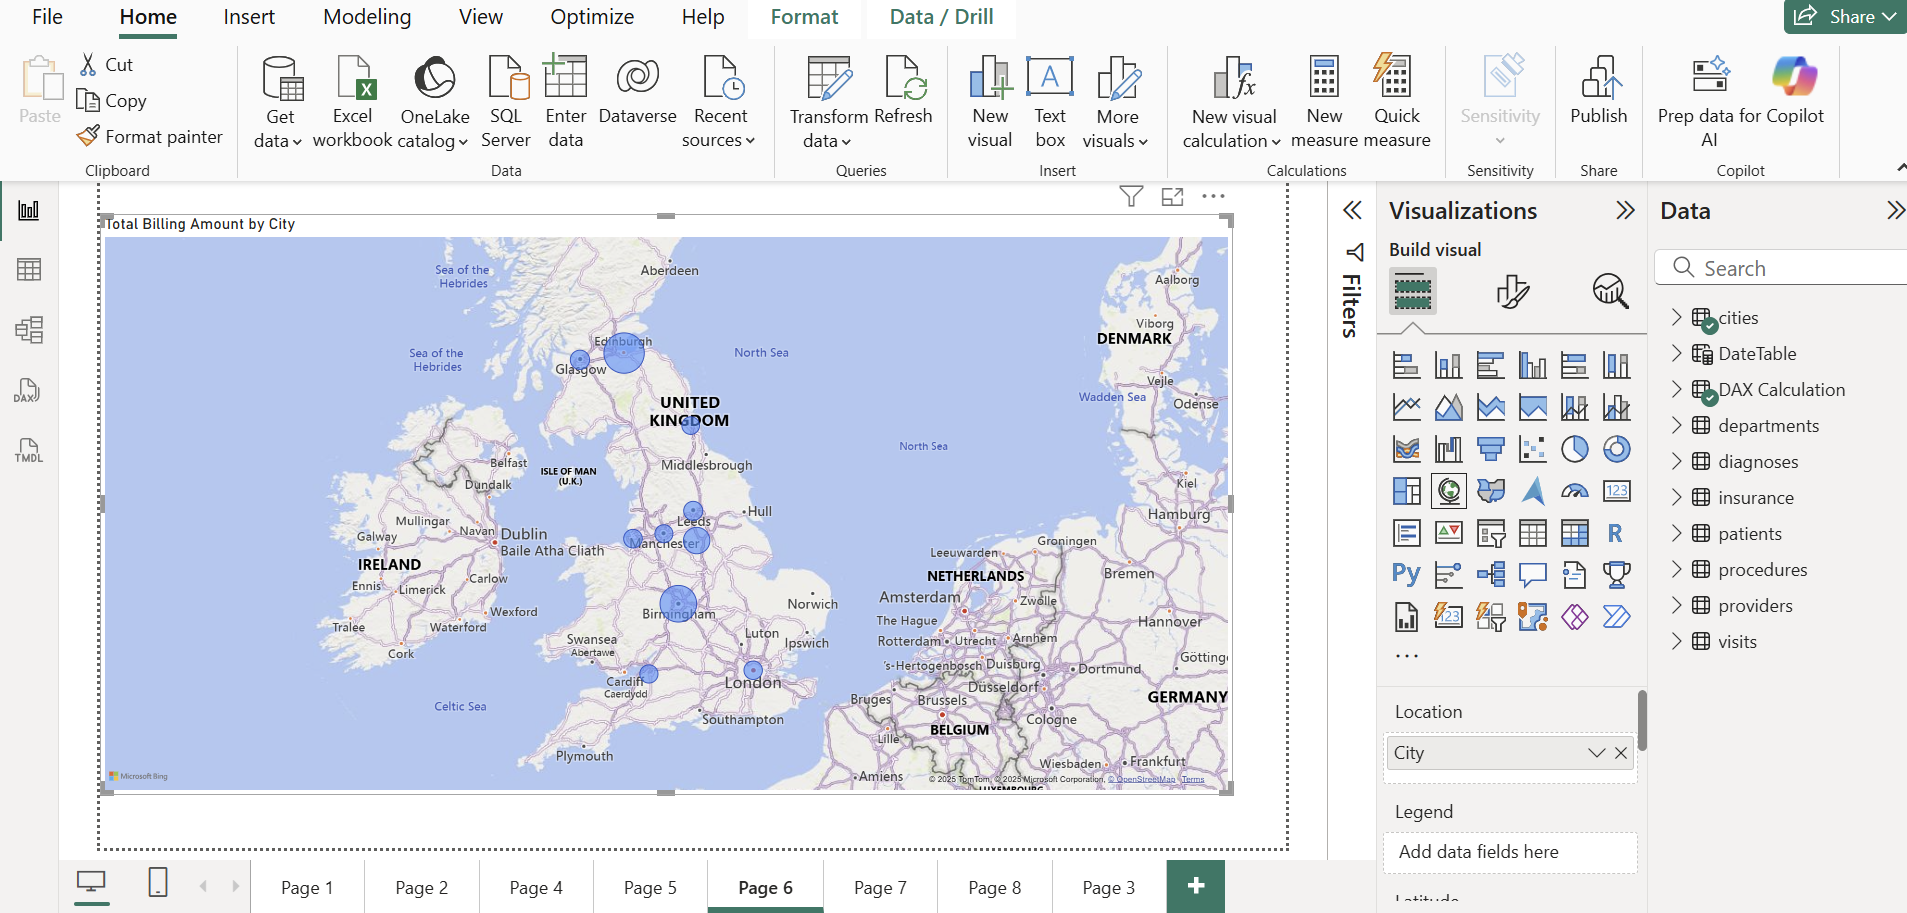 File Home Insert Modeling View Optimize Help Format Data / Drill Share
Paste
Cut
Copy
Format painter
Clipboard
Get data
Excel workbook
OneLake catalog
SQL Server
Enter data
Dataverse
Recent sources
Data
Transform data
Refresh
Queries
New visual
Text box
More visuals
Insert
New visual calculation
New measure
Quick measure
Calculations
Sensitivity
Sensitivity
Publish
Share
Prep data for AI
Copilot
Copilot
DAX
TMDL
Total Billing Amount by City
Sea of the Hebrides
Aberdeen
Aalborg
Viborg
DENMARK
Edinburgh
Sea of the Hebrides
North Sea
Glasgow
Vejle
Wadden Sea
Odense
UNITED KINGDOM
North Sea
Middlesbrough
Belfast
ISLE OF MAN (U.K.)
Dundalk
Kiel
Hull
Leeds
Hamburg
Mullingar
Navan
Galway
Dublin
Baile Atha Cliath
Manchester
Groningen
Leeuwarden
IRELAND
NETHERLANDS
Bremen
Ennis
Limerick
Carlow
Amsterdam
Zwolle
Norwich
Wexford
Birmingham
The Hague
Hannover
Tralee
Waterford
Luton
Ipswich
Rotterdam
Utrecht
Arnhem
Swansea
Abertawe
Cork
's-Hertogenbosch
Duisburg
Dortmund
Götting
Cardiff
Caerdydd
London
Düsseldorf
Bruges
Brussels
GERMANY
Celtic Sea
Southampton
Cologne
BELGIUM
Lille
Plymouth
Wiesbaden
Frankfurt
Amiens
Microsoft Bing
© 2025 TomTom, © 2025 Microsoft Corporation, © OpenStreetMap Terms
LUXEMBOURG
Filters
Visualizations
Build visual
123
R
Py
123
Location
City
Legend
Add data fields here
Latitude
Data
Search
cities
DateTable
DAX Calculation
departments
diagnoses
insurance
patients
procedures
providers
visits
Page 1 Page 2 Page 4 Page 5 Page 6 Page 7 Page 8 Page 3